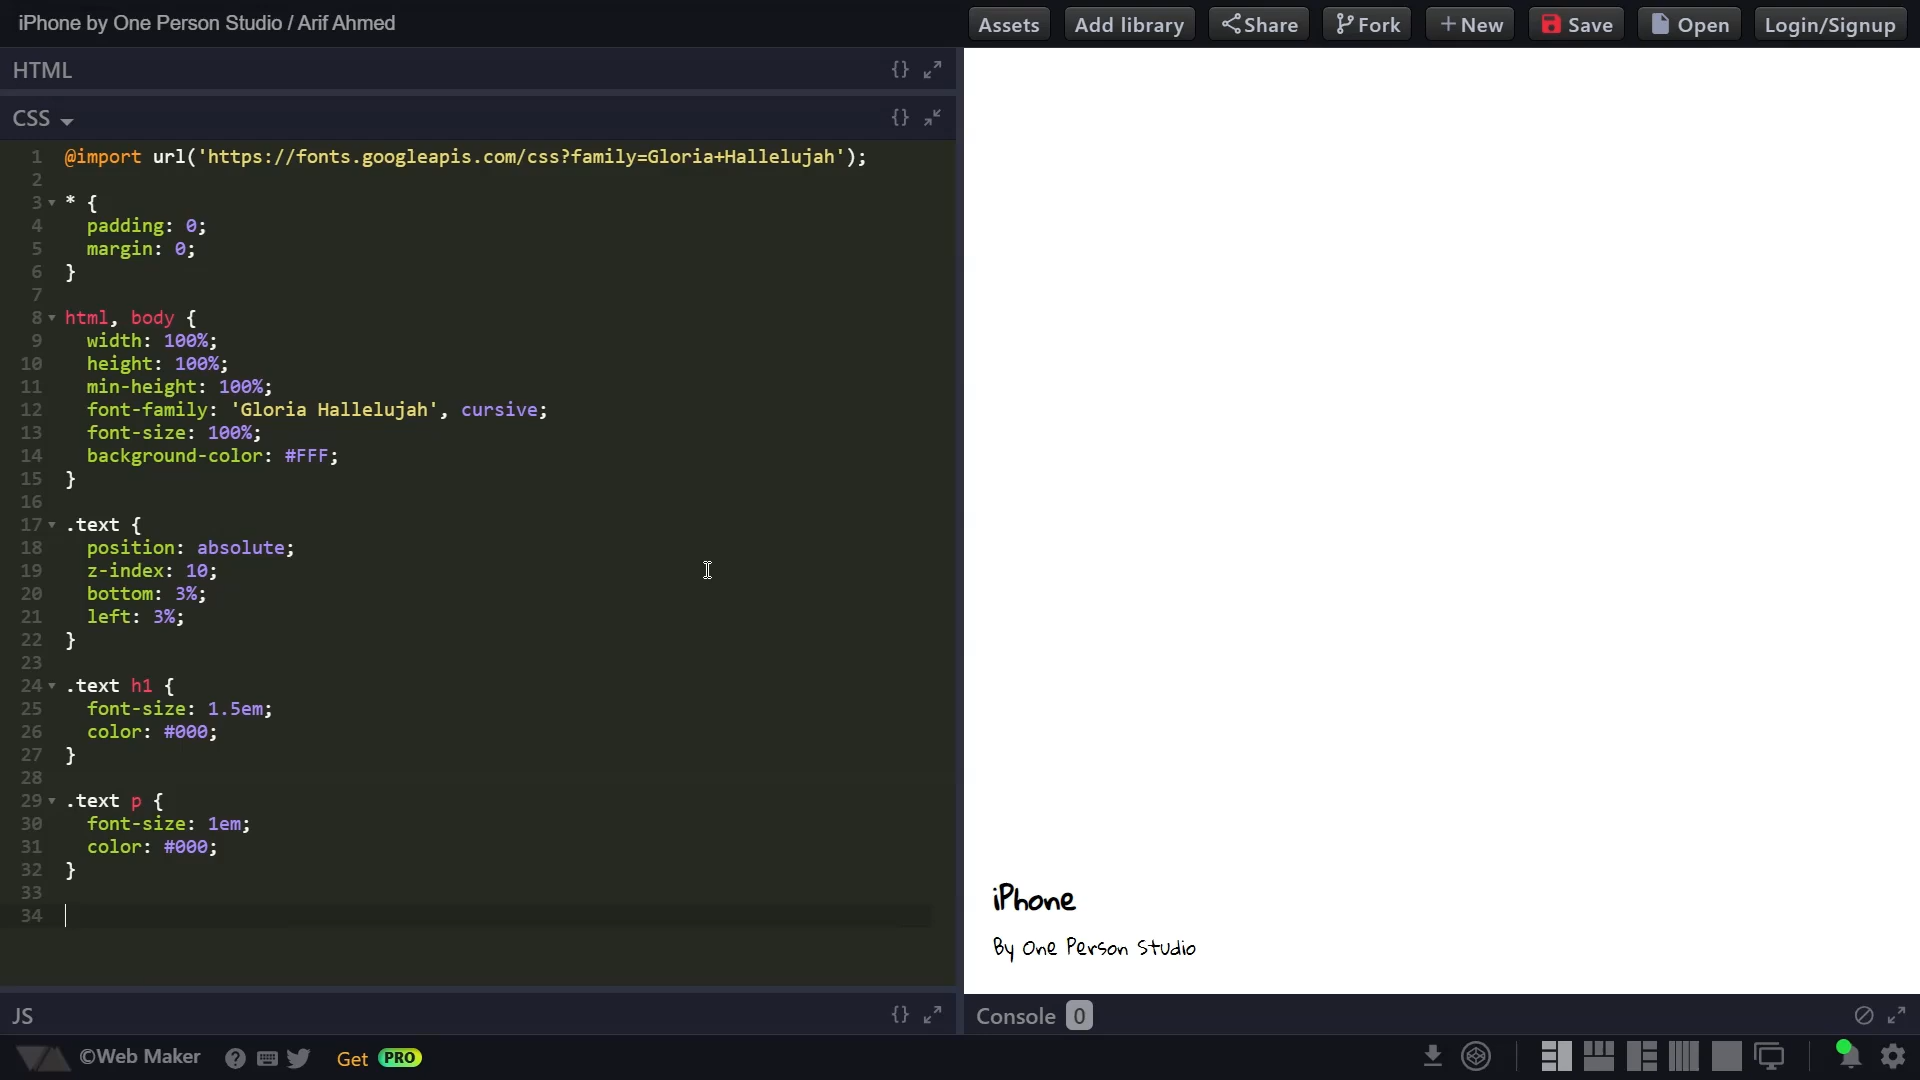 iPhone by One Person Studio / Arif Ahmed
Assets
Add library
Share
Fork
+ New
Save
Open
Login/Signup
HTML
{}
CSS
{}
1 @import url('https://fonts.googleapis.com/css?family=Gloria+Hallelujah');
2
3 * {
4 padding: 0;
5 margin: 0;
6 }
7
8 html, body {
9 width: 100%;
10 height: 100%;
11 min-height: 100%;
12 font-family: 'Gloria Hallelujah', cursive;
13 font-size: 100%;
14 background-color: #FFF;
15 }
16
17 .text {
18 position: absolute;
19 z-index: 10;
20 bottom: 3%;
21 left: 3%;
22 }
23
24 .text h1 {
25 font-size: 1.5em;
26 color: #000;
27 }
28
29 .text p {
30 font-size: 1em;
31 color: #000;
32 }
33
34
iPhone
By One Person Studio
JS
{}
Console 0
©Web Maker
?
Get PRO